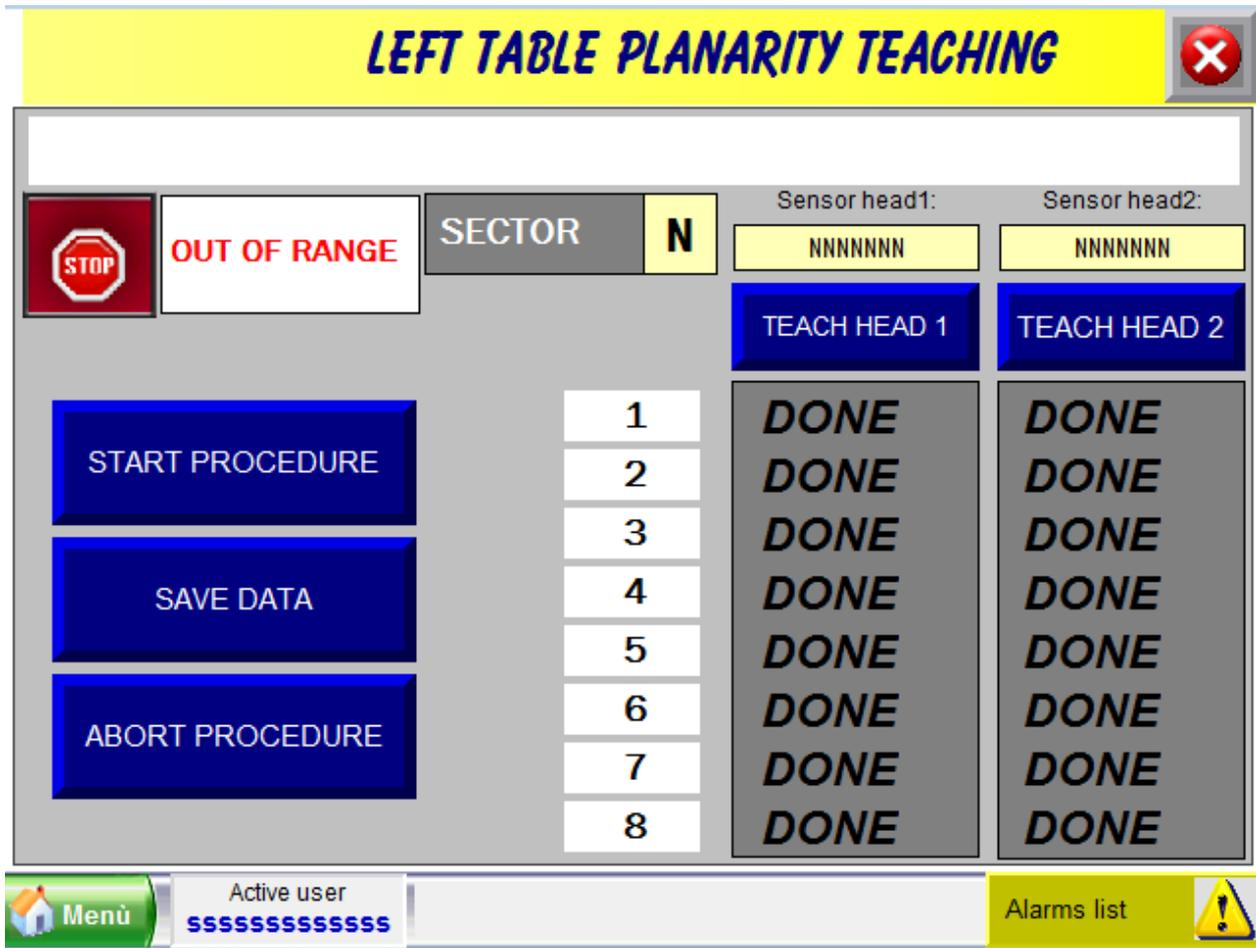 LEFT TABLE PLANARITY TEACHING
STOP
OUT OF RANGE
SECTOR N
Sensor head1: Sensor head2:
NNNNNNN NNNNNNN
TEACH HEAD 1 TEACH HEAD 2
START PROCEDURE
SAVE DATA
ABORT PROCEDURE
1 DONE DONE
2 DONE DONE
3 DONE DONE
4 DONE DONE
5 DONE DONE
6 DONE DONE
7 DONE DONE
8 DONE DONE
Menù
Active user
sssssssssssss
Alarms list